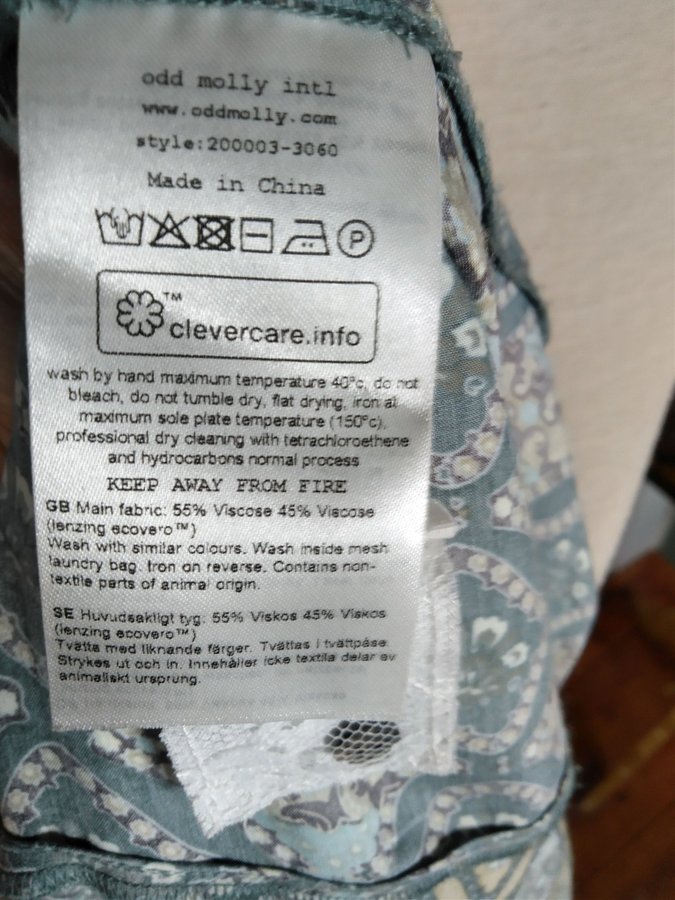 odd molly intl
www.oddmolly.com
style:200003-3060
Made in China
P
TM
clevercare.info
wash by hand maximum temperature 40°c, do not
bleach, do not tumble dry, flat drying, iron at
maximum sole plate temperature (150°c),
professional dry cleaning with tetrachloroethene
and hydrocarbons normal process
KEEP AWAY FROM FIRE
GB Main fabric: 55% Viscose 45% Viscose
(lenzing ecovero™)
Wash with similar colours. Wash inside mesh
laundry bag. Iron on reverse. Contains non-
textile parts of animal origin.
SE Huvudsakligt tyg: 55% Viskos 45% Viskos
(lenzing ecovero™)
Tvätta med liknande färger. Tvättas i tvättpåse.
Strykes ut och in. Innehåller icke textila delar av
animaliskt ursprung.